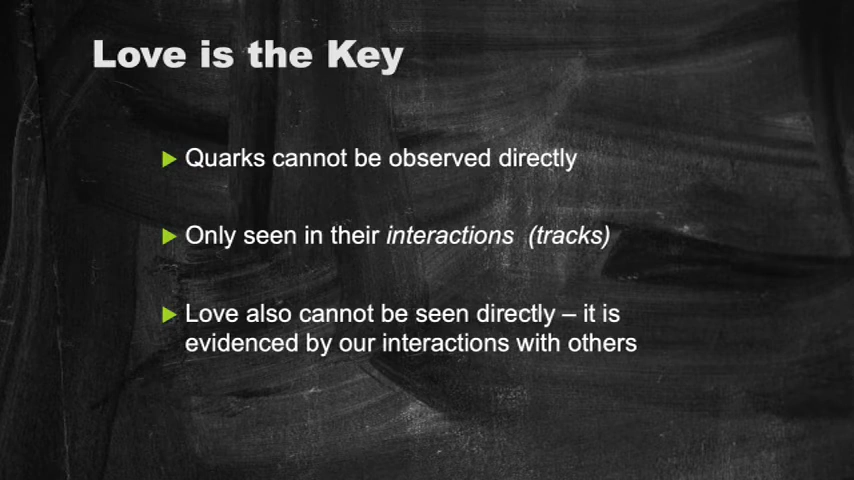 Love is the Key
Quarks cannot be observed directly
Only seen in their interactions (tracks)
Love also cannot be seen directly – it is
evidenced by our interactions with others